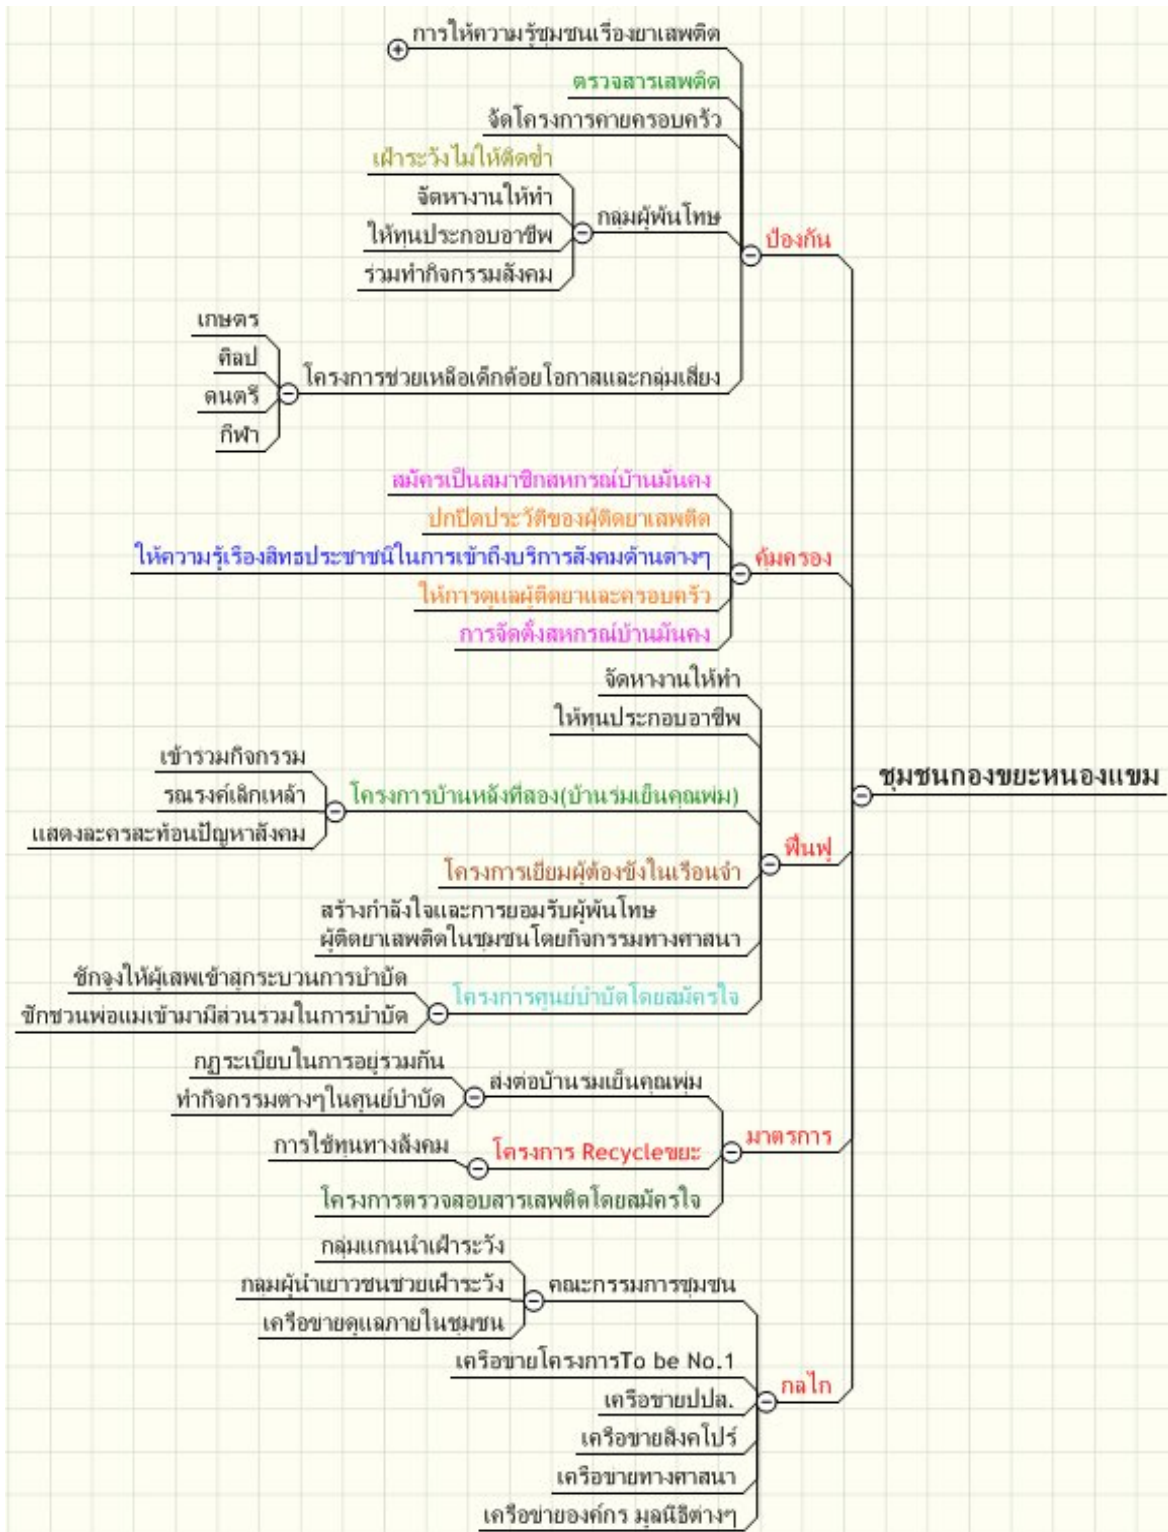 การให้ความรู้ชุมชนเรื่องยาเสพติด
ตรวจสารเสพติด
จัดโครงการค่ายครอบครัว
เฝ้าระวังไม่ให้ติดซ้ำ
จัดหางานให้ทำ
ให้ทุนประกอบอาชีพ
ร่วมทำกิจกรรมสังคม
กลุ่มผู้พ้นโทษ
ป้องกัน
เกษตร
ศิลป
ดนตรี
กีฬา
โครงการช่วยเหลือเด็กด้อยโอกาสและกลุ่มเสี่ยง
สมัครเป็นสมาชิกสหกรณ์บ้านมั่นคง
ปกปิดประวัติของผู้ติดยาเสพติด
ให้ความรู้เรื่องสิทธประชาชนในการเข้าถึงบริการสังคมด้านต่างๆ
ให้การดูแลผู้ติดยาและครอบครัว
การจัดตั้งสหกรณ์บ้านมั่นคง
คุ้มครอง
จัดหางานให้ทำ
ให้ทุนประกอบอาชีพ
เข้าร่วมกิจกรรม
รณรงค์เลิกเหล้า
แสดงละครสะท้อนปัญหาสังคม
โครงการบ้านหลังที่สอง(บ้านร่มเย็นคุณพุ่ม)
ชุมชนกองขยะหนองแขม
ฟื้นฟู
โครงการเยี่ยมผู้ต้องขังในเรือนจำ
สร้างกำลังใจและการยอมรับผู้พ้นโทษ
ผู้ติดยาเสพติดในชุมชนโดยกิจกรรมทางศาสนา
ชักจูงให้ผู้เสพเข้าสู่กระบวนการบำบัด
ชักชวนพ่อแม่เข้ามามีส่วนร่วมในการบำบัด
โครงการศูนย์บำบัดโดยสมัครใจ
กฏระเบียบในการอยู่ร่วมกัน
ทำกิจกรรมต่างๆในศูนย์บำบัด
ส่งต่อบ้านร่มเย็นคุณพุ่ม
มาตรการ
การใช้ทุนทางสังคม
โครงการ Recycleขยะ
โครงการตรวจสอบสารเสพติดโดยสมัครใจ
กลุ่มแกนนำเฝ้าระวัง
กลุ่มผู้นำเยาวชนช่วยเฝ้าระวัง
เครือข่ายดูแลภายในชุมชน
คณะกรรมการชุมชน
เครือข่ายโครงการTo be No.1
กลไก
เครือข่ายปปส.
เครือข่ายสิงคโปร์
เครือข่ายทางศาสนา
เครือข่ายองค์กร มูลนิธิต่างๆ